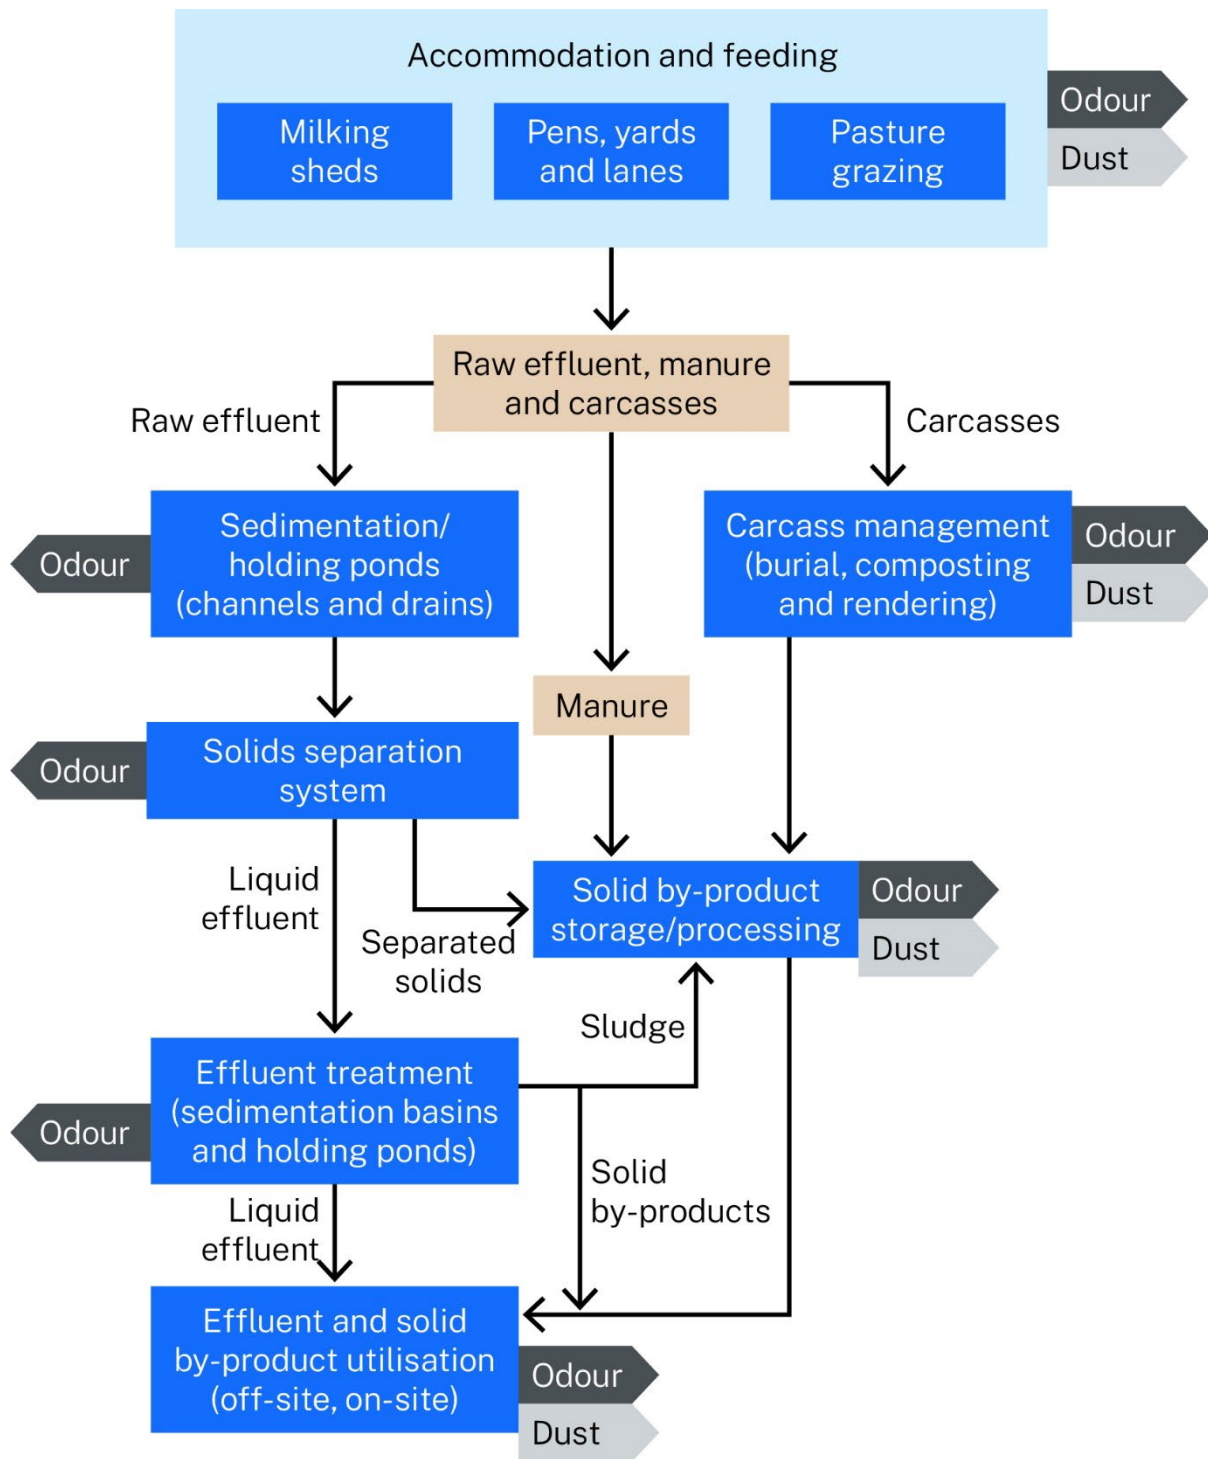 Accommodation and feeding
Milking
sheds
Pens, yards
and lanes
Pasture
grazing
Odour
Dust
Raw effluent, manure
and carcasses
Raw effluent
Carcasses
Sedimentation/
holding ponds
(channels and drains)
Odour
Carcass management
(burial, composting
and rendering)
Odour
Dust
Manure
Solids separation
system
Odour
Liquid
effluent
Separated
solids
Solid by-product
storage/processing
Odour
Dust
Sludge
Effluent treatment
(sedimentation basins
and holding ponds)
Odour
Solid
by-products
Liquid
effluent
Effluent and solid
by-product utilisation
(off-site, on-site)
Odour
Dust